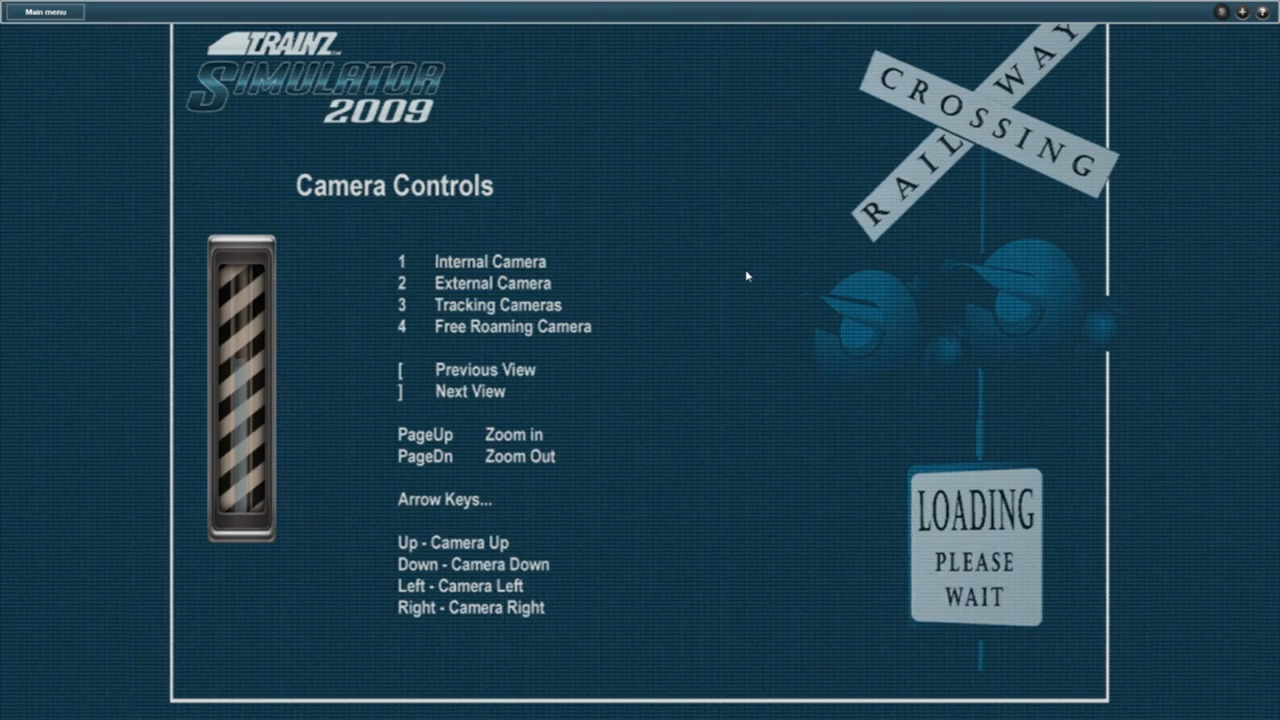 Main menu
TRAINZ
SIMULATOR
2009
RAILWAY
CROSSING
Camera Controls
1 Internal Camera
2 External Camera
3 Tracking Cameras
4 Free Roaming Camera
[ Previous View
] Next View
PageUp Zoom in
PageDn Zoom Out
Arrow Keys...
Up - Camera Up
Down - Camera Down
Left - Camera Left
Right - Camera Right
LOADING
PLEASE
WAIT